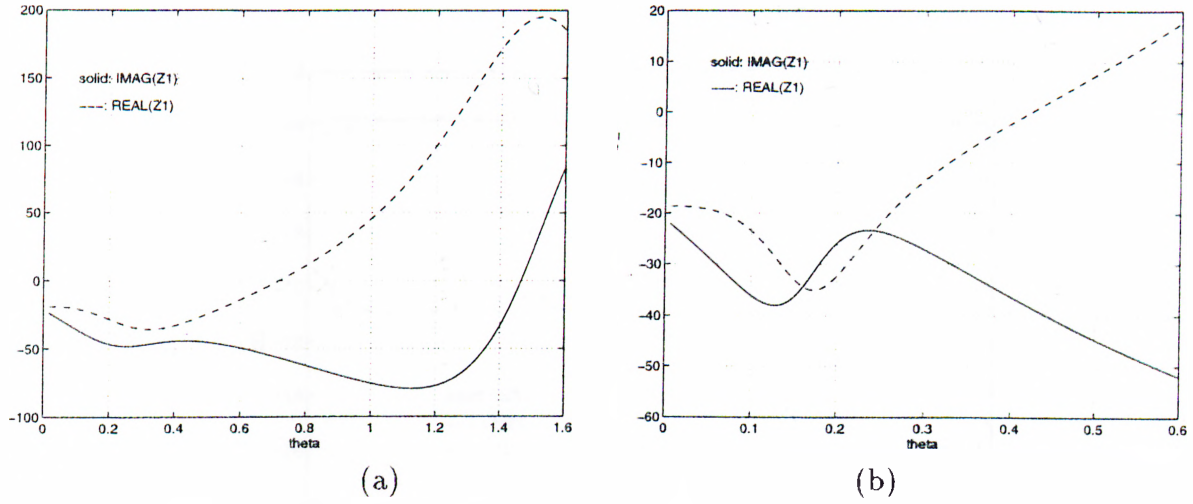 200
150
100
50
0
-50
-100
0 0.2 0.4 0.6 0.8 1 1.2 1.4 1.6
theta
solid: IMAG(Z1)
---: REAL(Z1)
(a)
20
10
0
-10
-20
-30
-40
-50
-60
0 0.1 0.2 0.3 0.4 0.5 0.6
theta
solid: IMAG(Z1)
—: REAL(Z1)
(b)